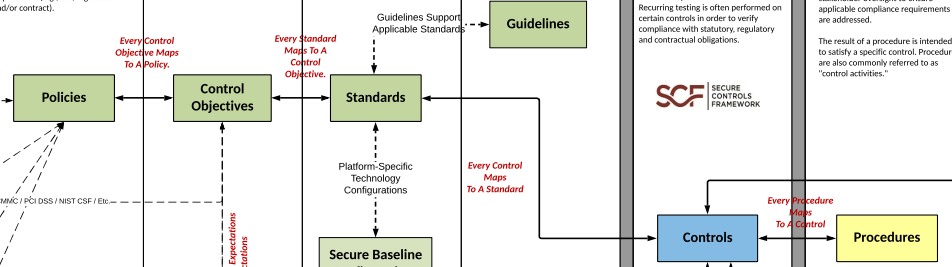 nd/or contract).
Guidelines Support
Applicable Standards
Guidelines
Recurring testing is often performed on
certain controls in order to verify
compliance with statutory, regulatory
and contractual obligations.
applicable compliance requirements
are addressed.
The result of a procedure is intended
to satisfy a specific control. Procedur
are also commonly referred to as
"control activities."
Every Control
Objective Maps
To A Policy.
Every Standard
Maps To A
Control
Objective.
Policies
Control
Objectives
Standards
SCF
SECURE
CONTROLS
FRAMEWORK
Platform-Specific
Technology
Configurations
Every Control
Maps
To A Standard
CMMC / PCI DSS / NIST CSF / Etc.
Every Procedure
Maps
To A Control
Expectations
Controls
Procedures
Secure Baseline